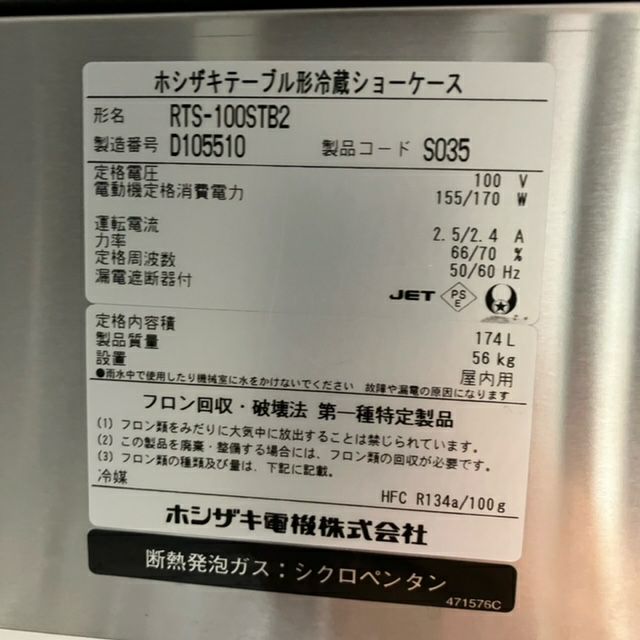 ホシザキテーブル形冷蔵ショーケース
形名 RTS-100STB2
製造番号 D105510 製品コード S035
定格電圧 100 V
電動機定格消費電力 155/170 W
運転電流 2.5/2.4 A
力率 66/70 %
定格周波数 50/60 Hz
漏電遮断器付
JET PS E
定格内容積 174 L
製品質量 56 kg
設置 屋内用
●雨水中で使用したり機械室に水をかけないでください 故障や漏電の原因になります
フロン回収・破壊法 第一種特定製品
(1) フロン類をみだりに大気中に放出することは禁じられています。
(2) この製品を廃棄・整備する場合には、フロン類の回収が必要です。
(3) フロン類の種類及び量は、下記に記載。
冷媒 HFC R134a/100g
ホシザキ電機株式会社
断熱発泡ガス：シクロペンタン
471576C